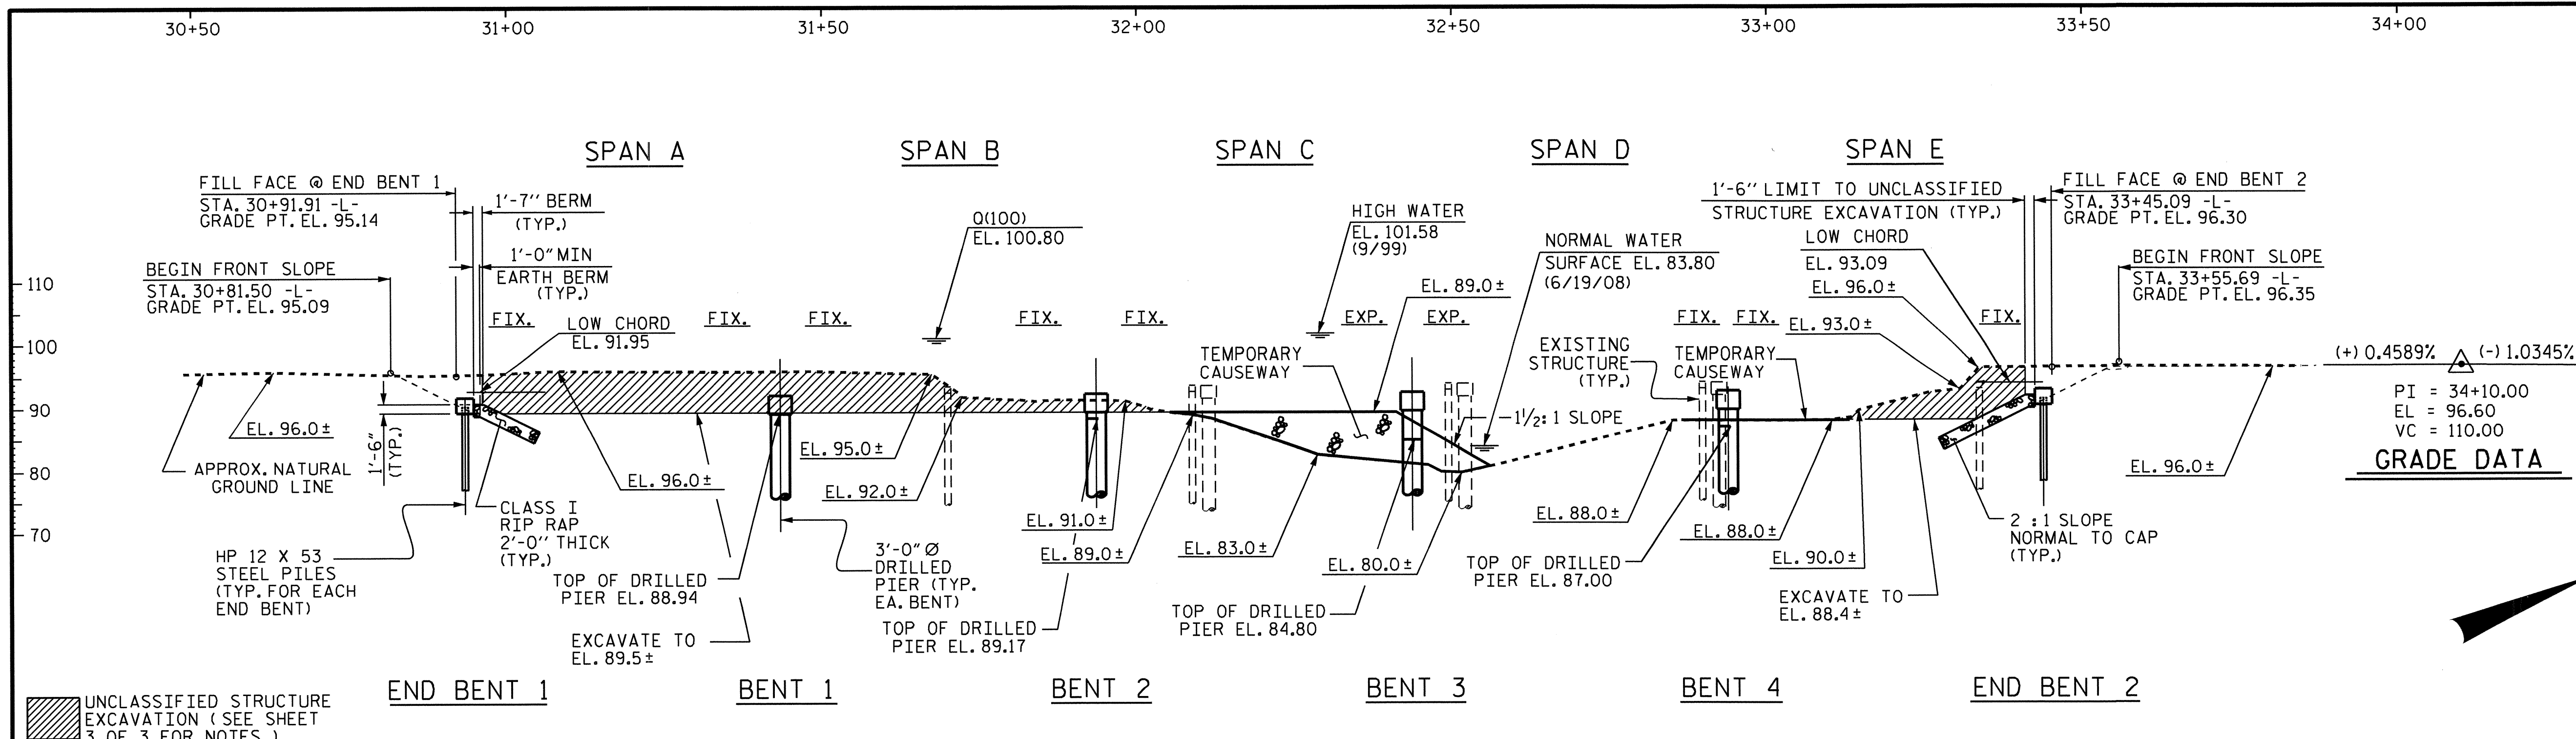 30+50
31+00
31+50
32+00
32+50
33+00
33+50
34+00
SPAN A
SPAN B
SPAN C
SPAN D
SPAN E
FILL FACE @ END BENT 1
STA. 30+91.91 -L-
GRADE PT. EL. 95.14
1'-7" BERM
(TYP.)
1'-0" MIN
EARTH BERM
(TYP.)
BEGIN FRONT SLOPE
STA. 30+81.50 -L-
GRADE PT. EL. 95.09
Q(100)
EL. 100.80
HIGH WATER
EL. 101.58
(9/99)
NORMAL WATER
SURFACE EL. 83.80
(6/19/08)
1'-6" LIMIT TO UNCLASSIFIED
STRUCTURE EXCAVATION (TYP.)
LOW CHORD
EL. 93.09
FILL FACE @ END BENT 2
STA. 33+45.09 -L-
GRADE PT. EL. 96.30
BEGIN FRONT SLOPE
STA. 33+55.69 -L-
GRADE PT. EL. 96.35
110
100
90
80
70
FIX.
LOW CHORD
EL. 91.95
FIX.
FIX.
FIX.
FIX.
EXP.
EXP.
FIX.
FIX.
FIX.
EL. 89.0±
EL. 96.0±
EL. 93.0±
EXISTING
STRUCTURE
(TYP.)
TEMPORARY
CAUSEWAY
TEMPORARY
CAUSEWAY
(+) 0.4589%
(-) 1.0345%
PI = 34+10.00
EL = 96.60
VC = 110.00
GRADE DATA
1½:1 SLOPE
EL. 96.0±
APPROX. NATURAL
GROUND LINE
1'-6"
(TYP.)
EL. 96.0±
EL. 95.0±
EL. 92.0±
EL. 91.0±
EL. 89.0±
EL. 83.0±
EL. 80.0±
EL. 88.0±
EL. 88.0±
EL. 90.0±
EL. 96.0±
HP 12 X 53
STEEL PILES
(TYP. FOR EACH
END BENT)
CLASS I
RIP RAP
2'-0" THICK
(TYP.)
TOP OF DRILLED
PIER EL. 88.94
EXCAVATE TO
EL. 89.5±
3'-0" Ø
DRILLED
PIER (TYP.
EA. BENT)
TOP OF DRILLED
PIER EL. 89.17
TOP OF DRILLED
PIER EL. 84.80
TOP OF DRILLED
PIER EL. 87.00
EXCAVATE TO
EL. 88.4±
2 : 1 SLOPE
NORMAL TO CAP
(TYP.)
END BENT 1
BENT 1
BENT 2
BENT 3
BENT 4
END BENT 2
UNCLASSIFIED STRUCTURE
EXCAVATION ( SEE SHEET
3 OF 3 FOR NOTES )